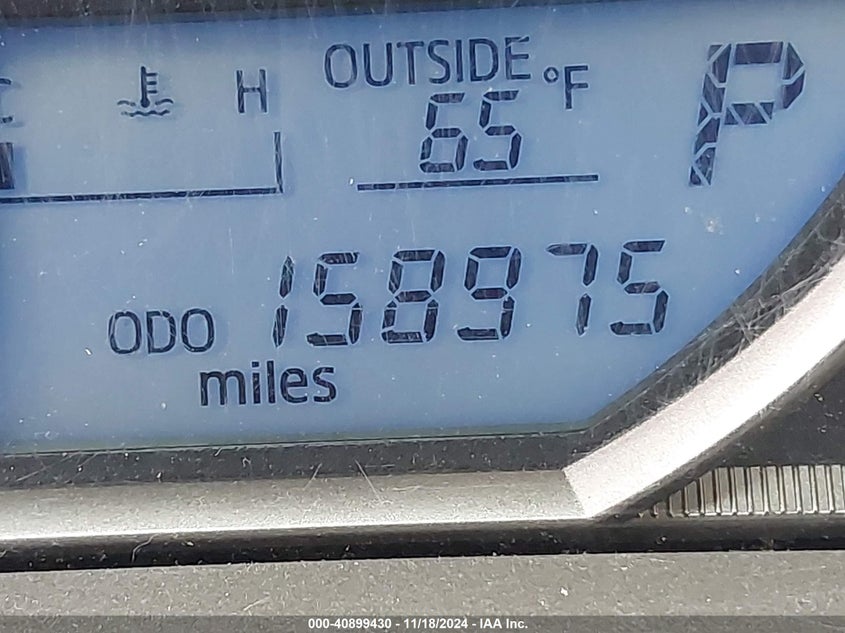 C H
OUTSIDE °F
65
P
ODO 158975
miles
000-40899430 - 11/18/2024 - IAA Inc.